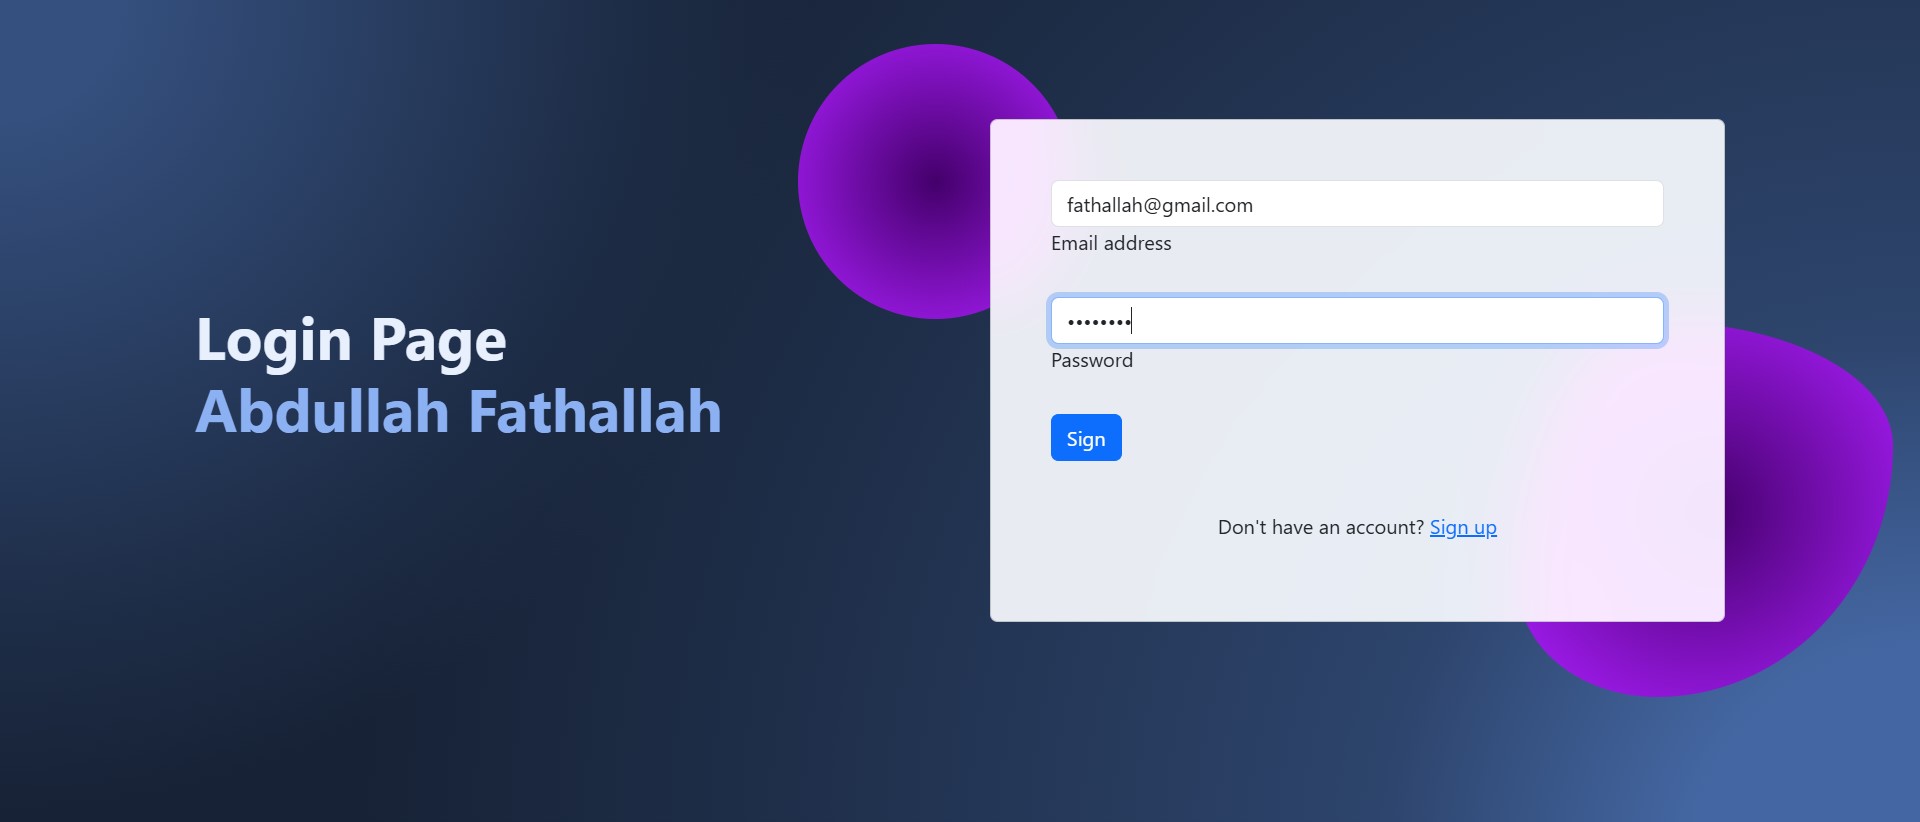 Login Page
Abdullah Fathallah
fathallah@gmail.com
Email address
••••••••
Password
Sign
Don't have an account? Sign up